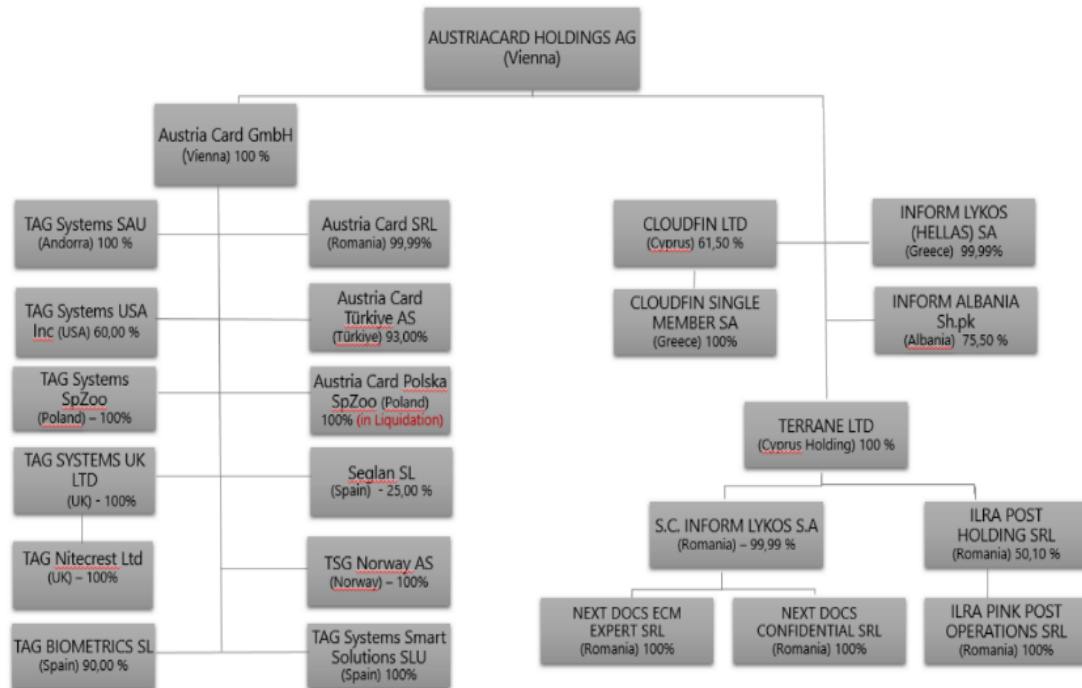 AUSTRIACARD HOLDINGS AG
(Vienna)
Austria Card GmbH
(Vienna) 100 %
TAG Systems SAU
(Andorra) 100 %
Austria Card SRL
(Romania) 99,99%
TAG Systems USA
Inc (USA) 60,00 %
Austria Card
Türkiye AS
(Türkiye) 93,00%
TAG Systems
SpZoo
(Poland) – 100%
Austria Card Polska
SpZoo (Poland)
100% (in Liquidation)
TAG SYSTEMS UK
LTD
(UK) - 100%
Seglan SL
(Spain) - 25,00 %
TAG Nitecrest Ltd
(UK) – 100%
TSG Norway AS
(Norway) – 100%
TAG BIOMETRICS SL
(Spain) 90,00 %
TAG Systems Smart
Solutions SLU
(Spain) 100%
CLOUDFIN LTD
(Cyprus) 61,50 %
INFORM LYKOS
(HELLAS) SA
(Greece) 99,99%
CLOUDFIN SINGLE
MEMBER SA
(Greece) 100%
INFORM ALBANIA
Sh.pk
(Albania) 75,50 %
TERRANE LTD
(Cyprus Holding) 100 %
S.C. INFORM LYKOS S.A
(Romania) – 99,99 %
ILRA POST
HOLDING SRL
(Romania) 50,10 %
NEXT DOCS ECM
EXPERT SRL
(Romania) 100%
NEXT DOCS
CONFIDENTIAL SRL
(Romania) 100%
ILRA PINK POST
OPERATIONS SRL
(Romania) 100%